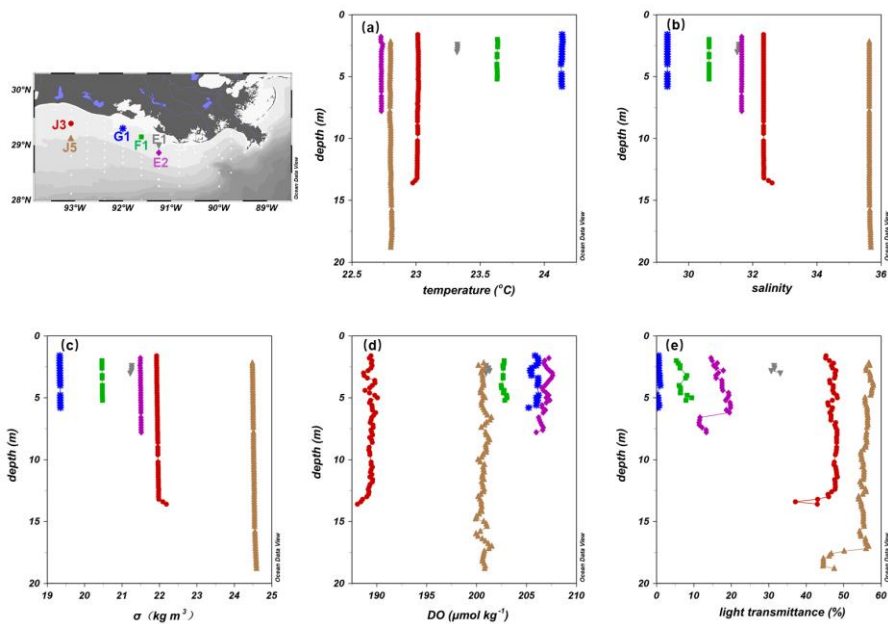 30°N
29°N
28°N
93°W
92°W
91°W
90°W
89°W
J3
J5
G1
F1
E1
E2
Ocean Data View
(a)
0
5
10
15
20
depth (m)
22.5
23
23.5
24
temperature (°C)
Ocean Data View
(b)
0
5
10
15
20
depth (m)
30
32
34
36
salinity
Ocean Data View
(c)
0
5
10
15
20
depth (m)
19
20
21
22
23
24
25
σ (kg m³)
Ocean Data View
(d)
0
5
10
15
20
depth (m)
190
195
200
205
210
DO (μmol kg⁻¹)
Ocean Data View
(e)
0
5
10
15
20
depth (m)
0
10
20
30
40
50
60
light transmittance (%)
Ocean Data View